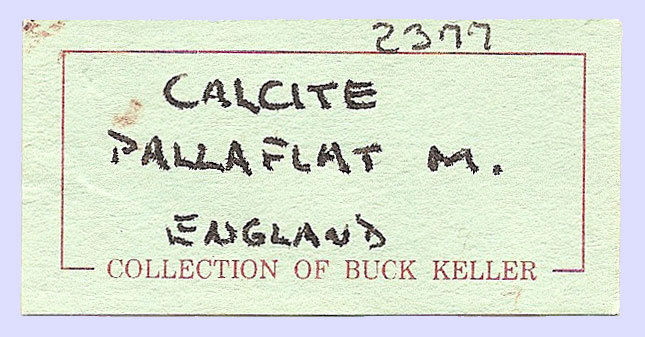 2377
CALCITE
PALLAFLAT M.
ENGLAND
COLLECTION OF BUCK KELLER